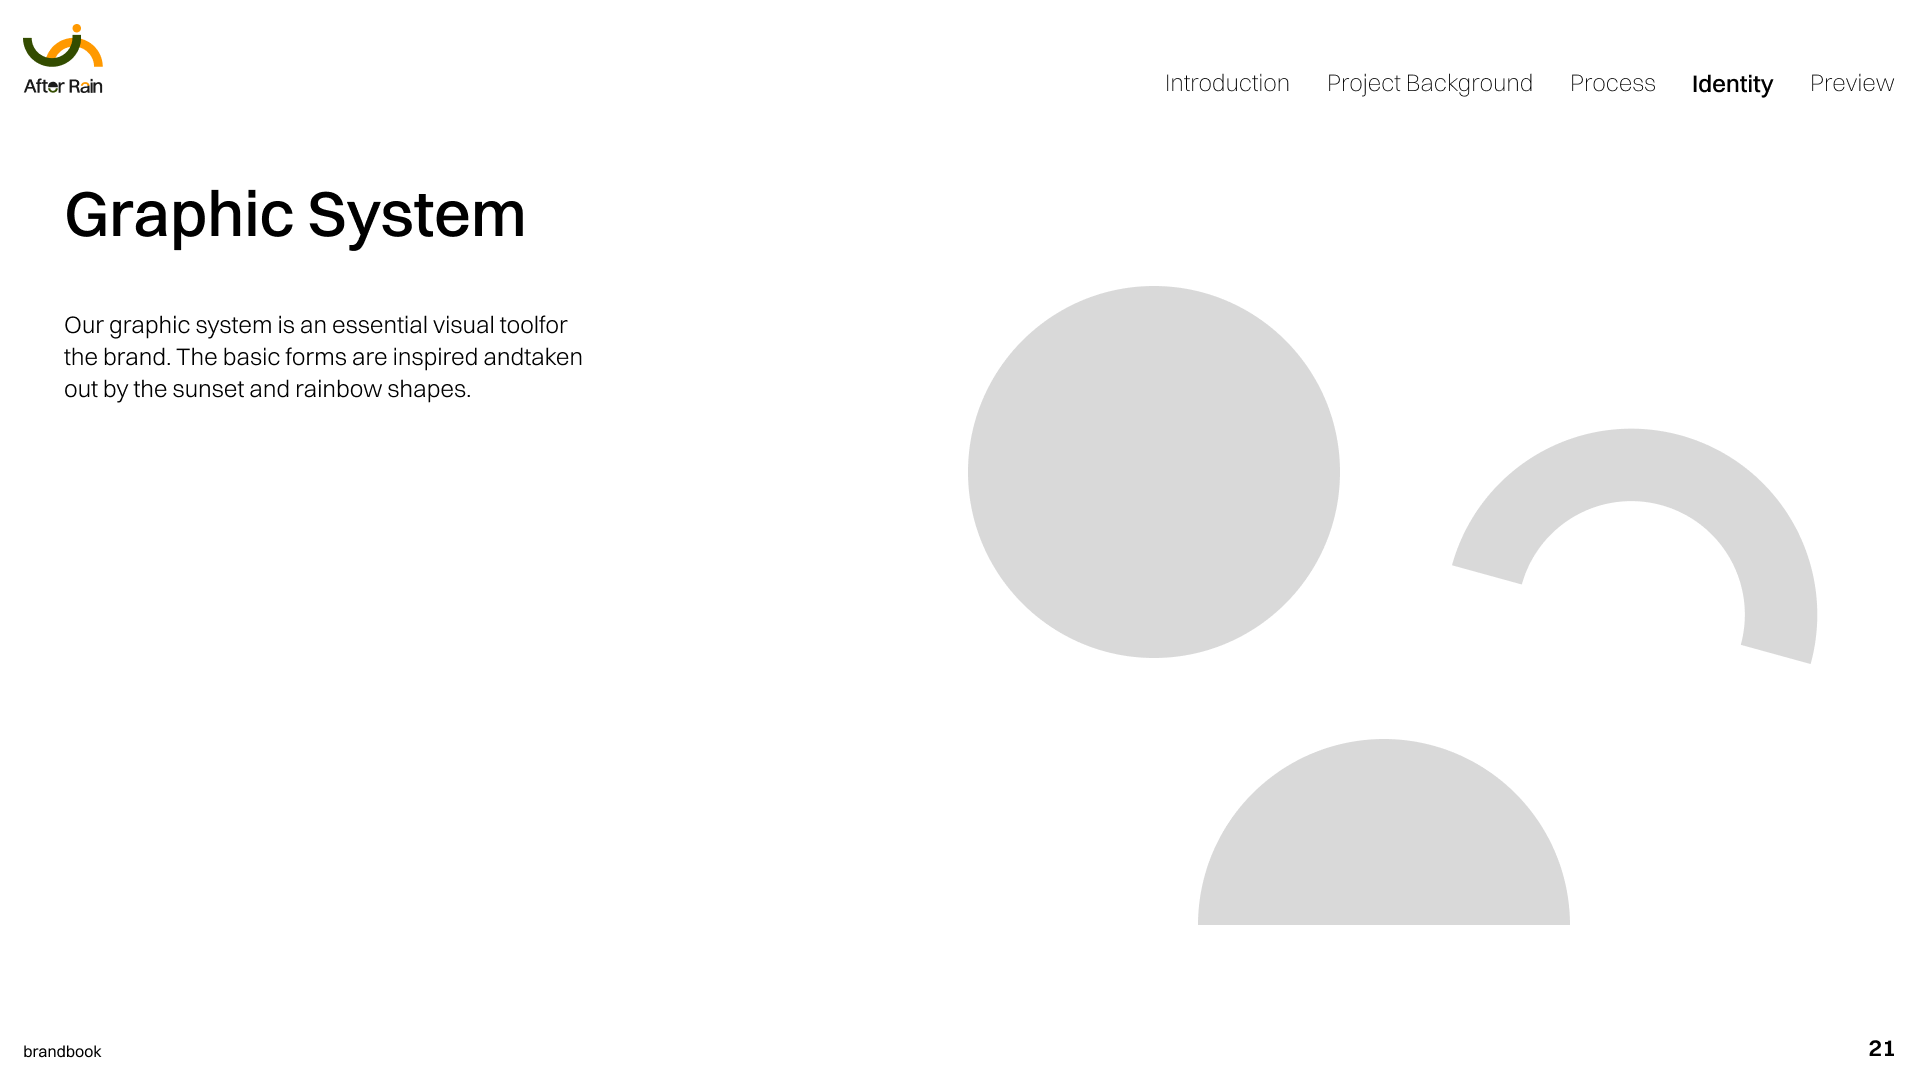 After Rain
Introduction Project Background Process Identity Preview
Graphic System
Our graphic system is an essential visual toolfor
the brand. The basic forms are inspired andtaken
out by the sunset and rainbow shapes.
brandbook
21